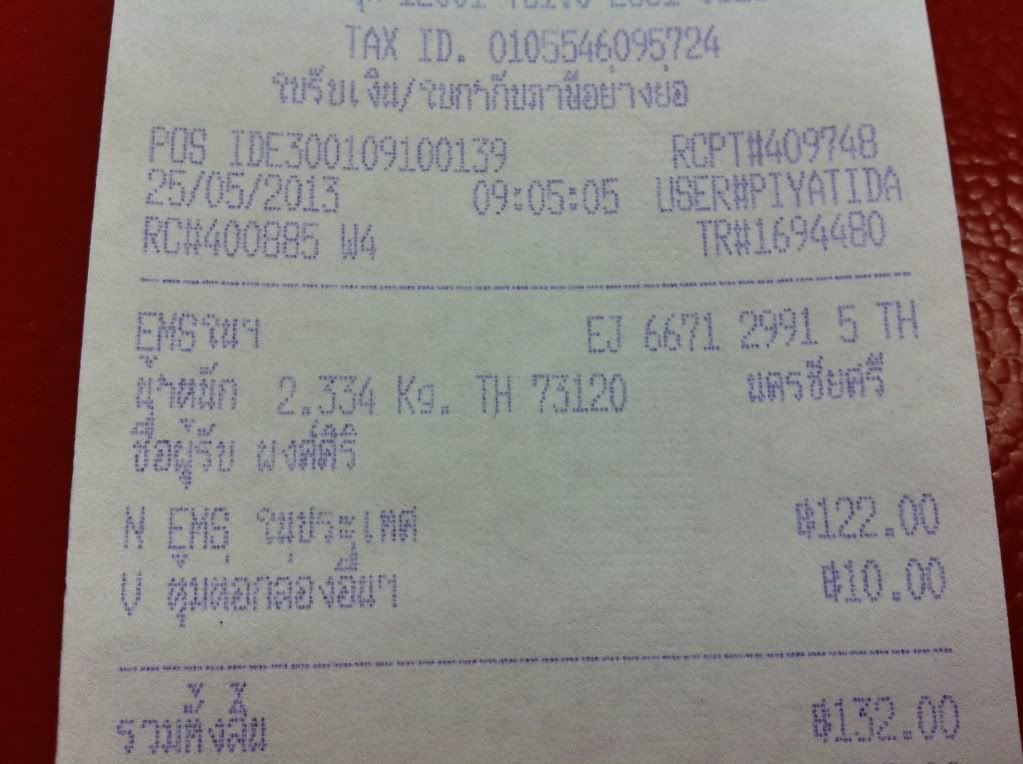 TAX ID. 0105546095724
ใบรับเงิน/ใบกำกับภาษีอย่างย่อ
POS IDE300109100139 RCPT#409748
25/05/2013 09:05:05 USER#PIYATIDA
RC#400885 W4 TR#1694480
EMSในฯ EJ 6671 2991 5 TH
น้ำหนัก 2.334 Kg. TH 73120 นครชัยศรี
ชื่อผู้รับ พงศ์ศิริ
N EMS ในประเทศ ฿122.00
V หุ้มห่อกล่องอื่นฯ ฿10.00
รวมทั้งสิ้น ฿132.00